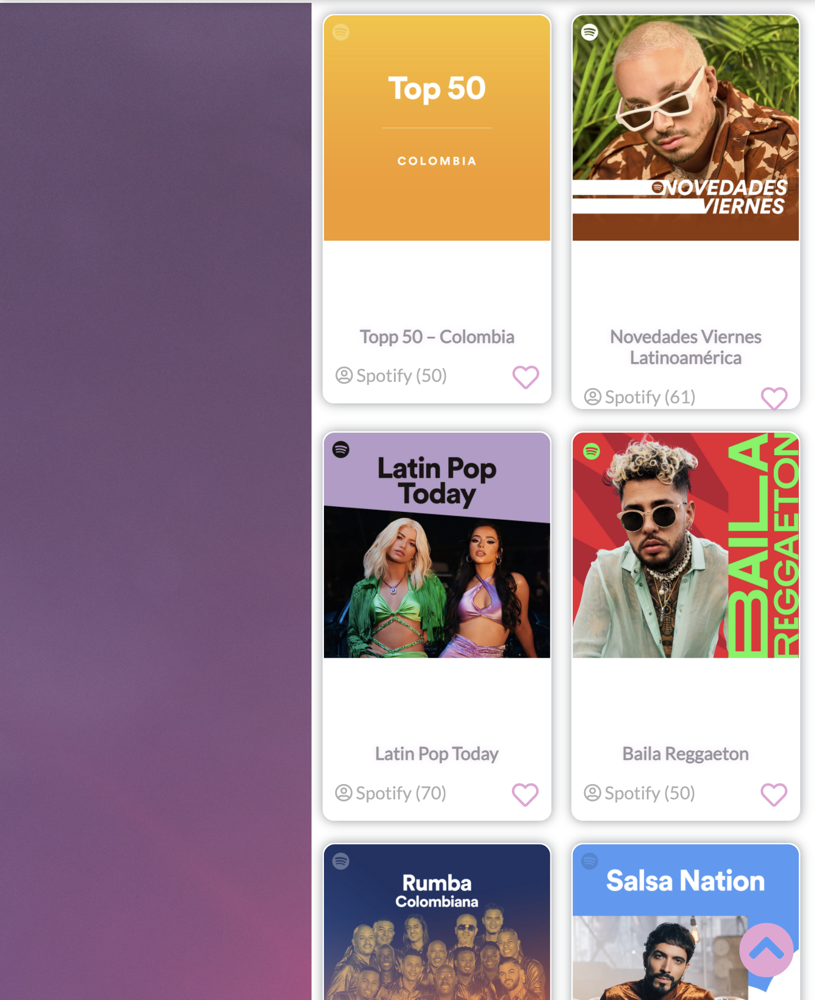 Top 50
COLOMBIA
NOVEDADES
VIERNES
Topp 50 – Colombia
Spotify (50)
Novedades Viernes
Latinoamérica
Spotify (61)
Latin Pop
Today
BAILA
REGGAETON
Latin Pop Today
Spotify (70)
Baila Reggaeton
Spotify (50)
Rumba
Colombiana
Salsa Nation